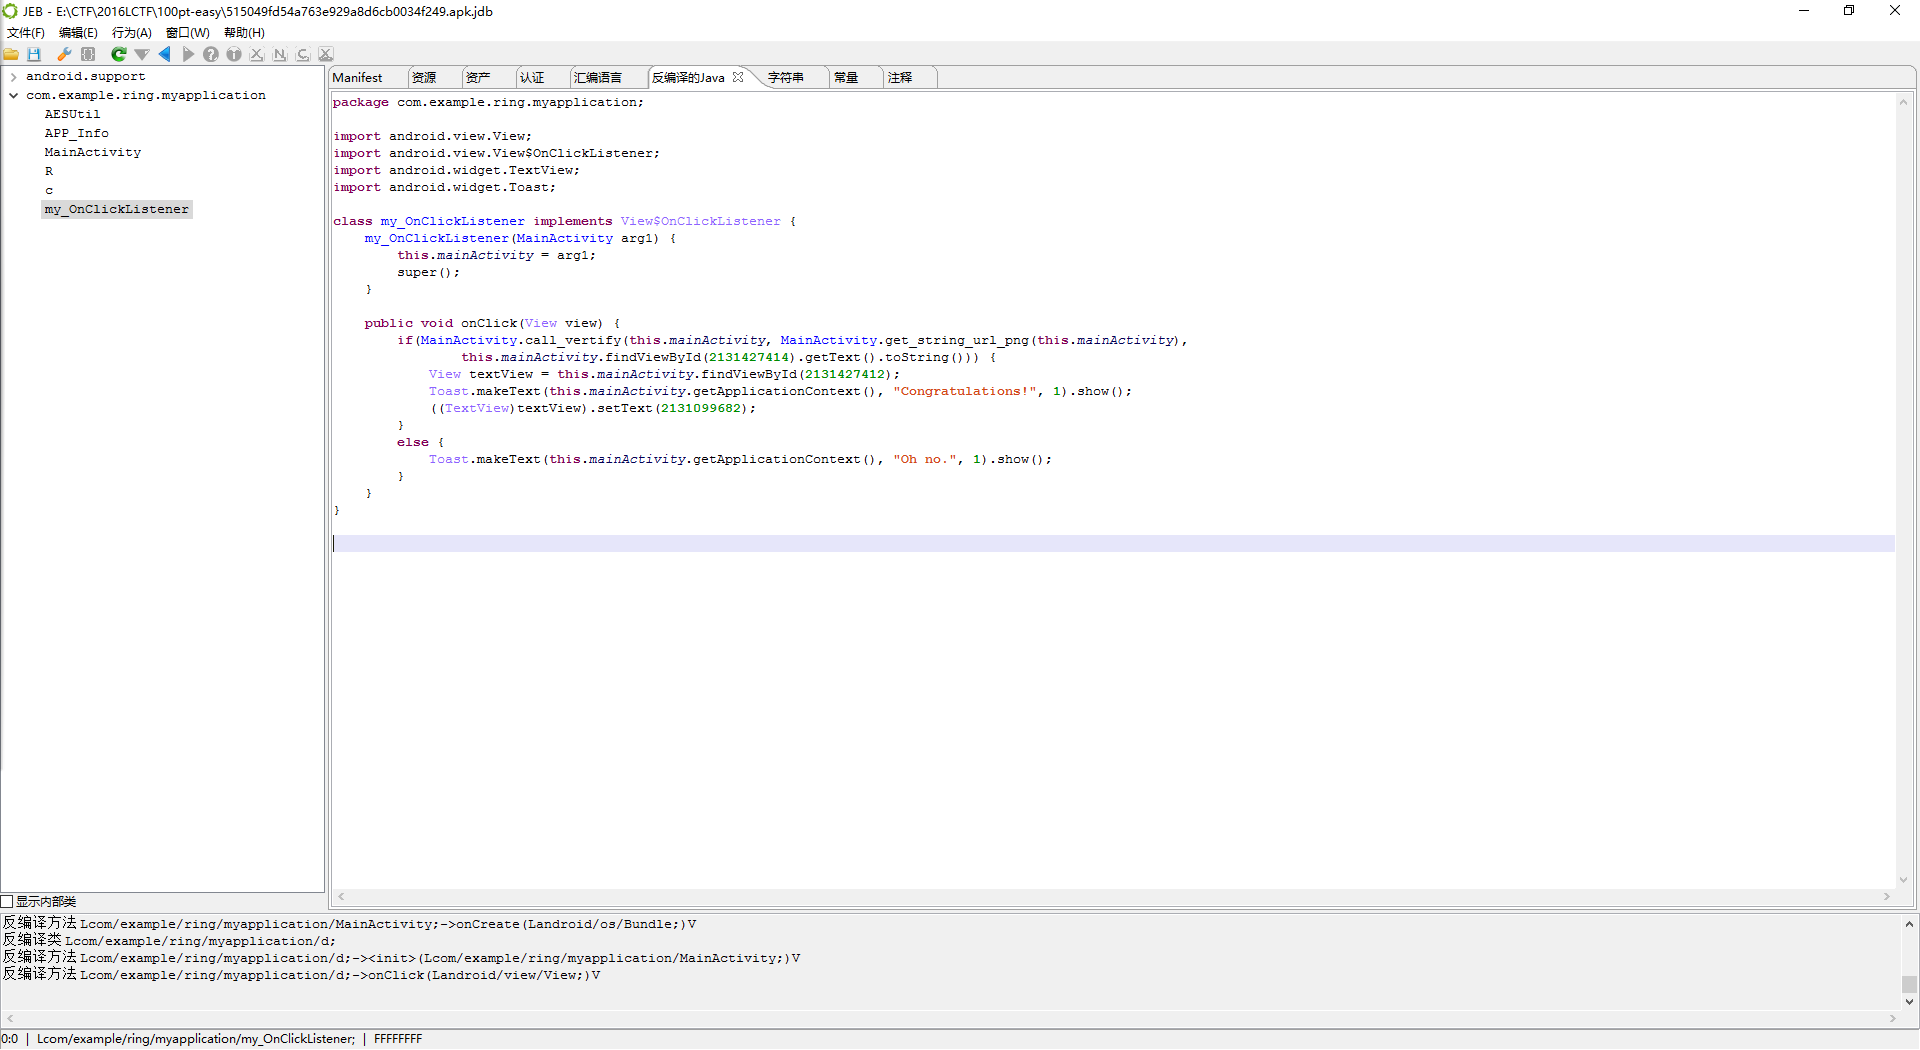 JEB - E:\CTF\2016LCTF\100pt-easy\515049fd54a763e929a8d6cb0034f249.apk.jdb
文件(F) 编辑(E) 行为(A) 窗口(W) 帮助(H)
android.support
com.example.ring.myapplication
AESUtil
APP_Info
MainActivity
R
c
my_OnClickListener
显示内部类
Manifest 资源 资产 认证 汇编语言 反编译的Java 字符串 常量 注释
package com.example.ring.myapplication;
import android.view.View;
import android.view.View$OnClickListener;
import android.widget.TextView;
import android.widget.Toast;
class my_OnClickListener implements View$OnClickListener {
my_OnClickListener(MainActivity arg1) {
this.mainActivity = arg1;
super();
}
public void onClick(View view) {
if(MainActivity.call_vertify(this.mainActivity, MainActivity.get_string_url_png(this.mainActivity),
this.mainActivity.findViewById(2131427414).getText().toString())) {
View textView = this.mainActivity.findViewById(2131427412);
Toast.makeText(this.mainActivity.getApplicationContext(), "Congratulations!", 1).show();
((TextView)textView).setText(2131099682);
}
else {
Toast.makeText(this.mainActivity.getApplicationContext(), "Oh no.", 1).show();
}
}
}
反编译方法 Lcom/example/ring/myapplication/MainActivity;->onCreate(Landroid/os/Bundle;)V
反编译类 Lcom/example/ring/myapplication/d;
反编译方法 Lcom/example/ring/myapplication/d;-><init>(Lcom/example/ring/myapplication/MainActivity;)V
反编译方法 Lcom/example/ring/myapplication/d;->onClick(Landroid/view/View;)V
0:0 | Lcom/example/ring/myapplication/my_OnClickListener; | FFFFFFFF